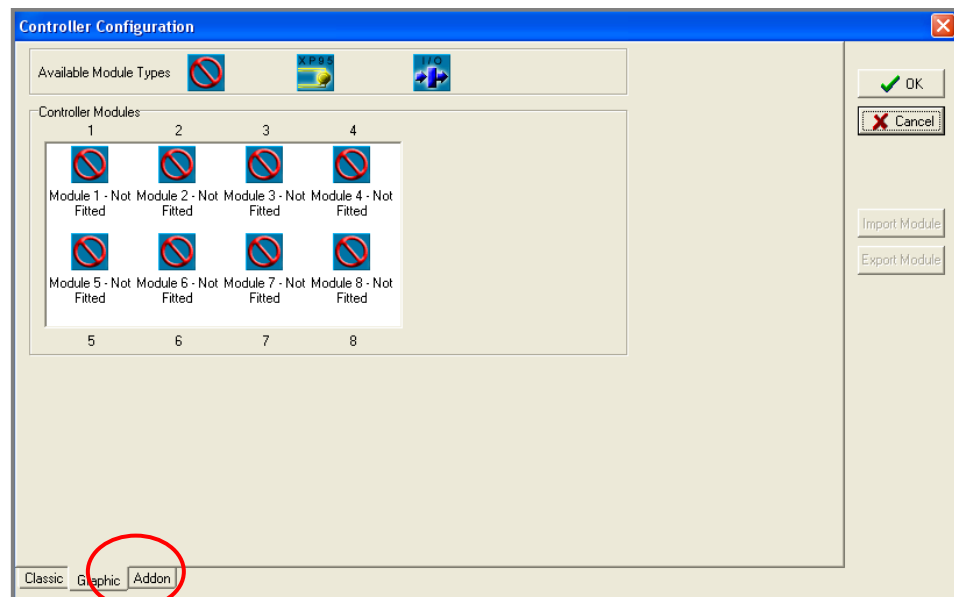 Controller Configuration
Available Module Types
XP95
I/O
OK
Cancel
Controller Modules
1 2 3 4
Module 1 - Not Fitted
Module 2 - Not Fitted
Module 3 - Not Fitted
Module 4 - Not Fitted
Module 5 - Not Fitted
Module 6 - Not Fitted
Module 7 - Not Fitted
Module 8 - Not Fitted
5 6 7 8
Import Module
Export Module
Classic Graphic Addon